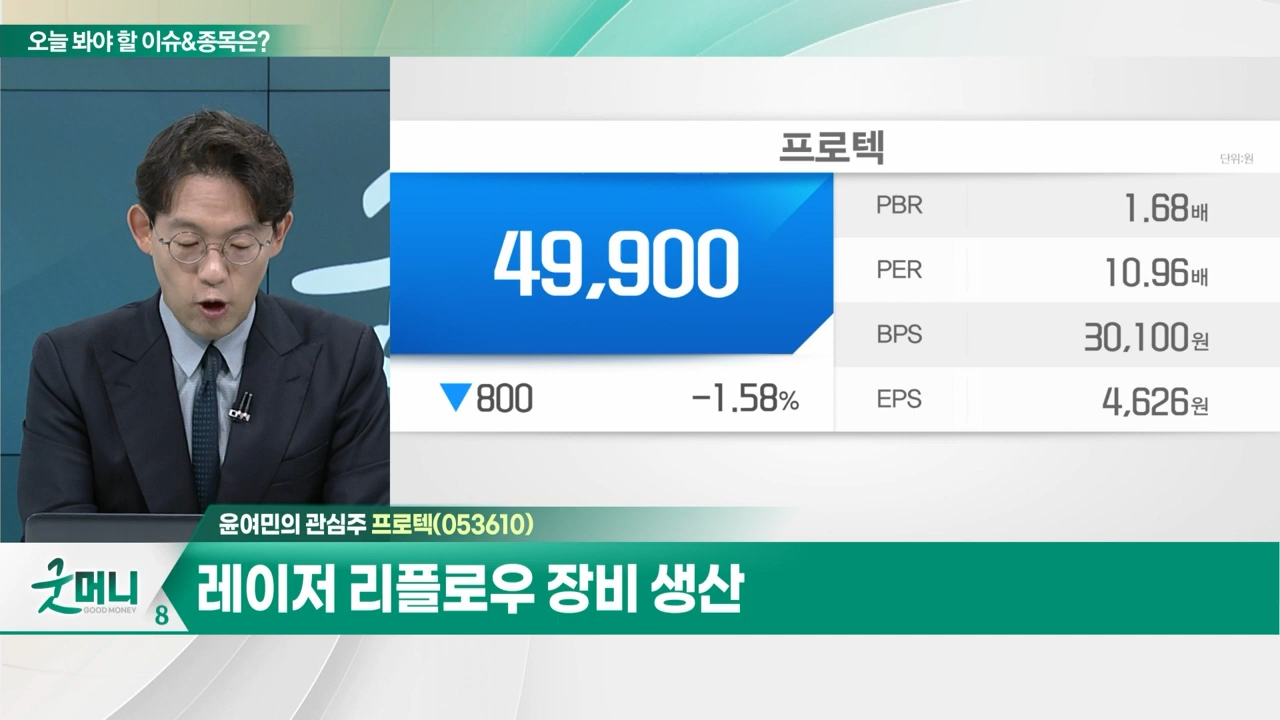 오늘 봐야 할 이슈&종목은?
프로텍
단위:원
49,900
▼800 -1.58%
PBR 1.68배
PER 10.96배
BPS 30,100원
EPS 4,626원
윤여민의 관심주 프로텍(053610)
굿머니
GOOD MONEY
8
레이저 리플로우 장비 생산